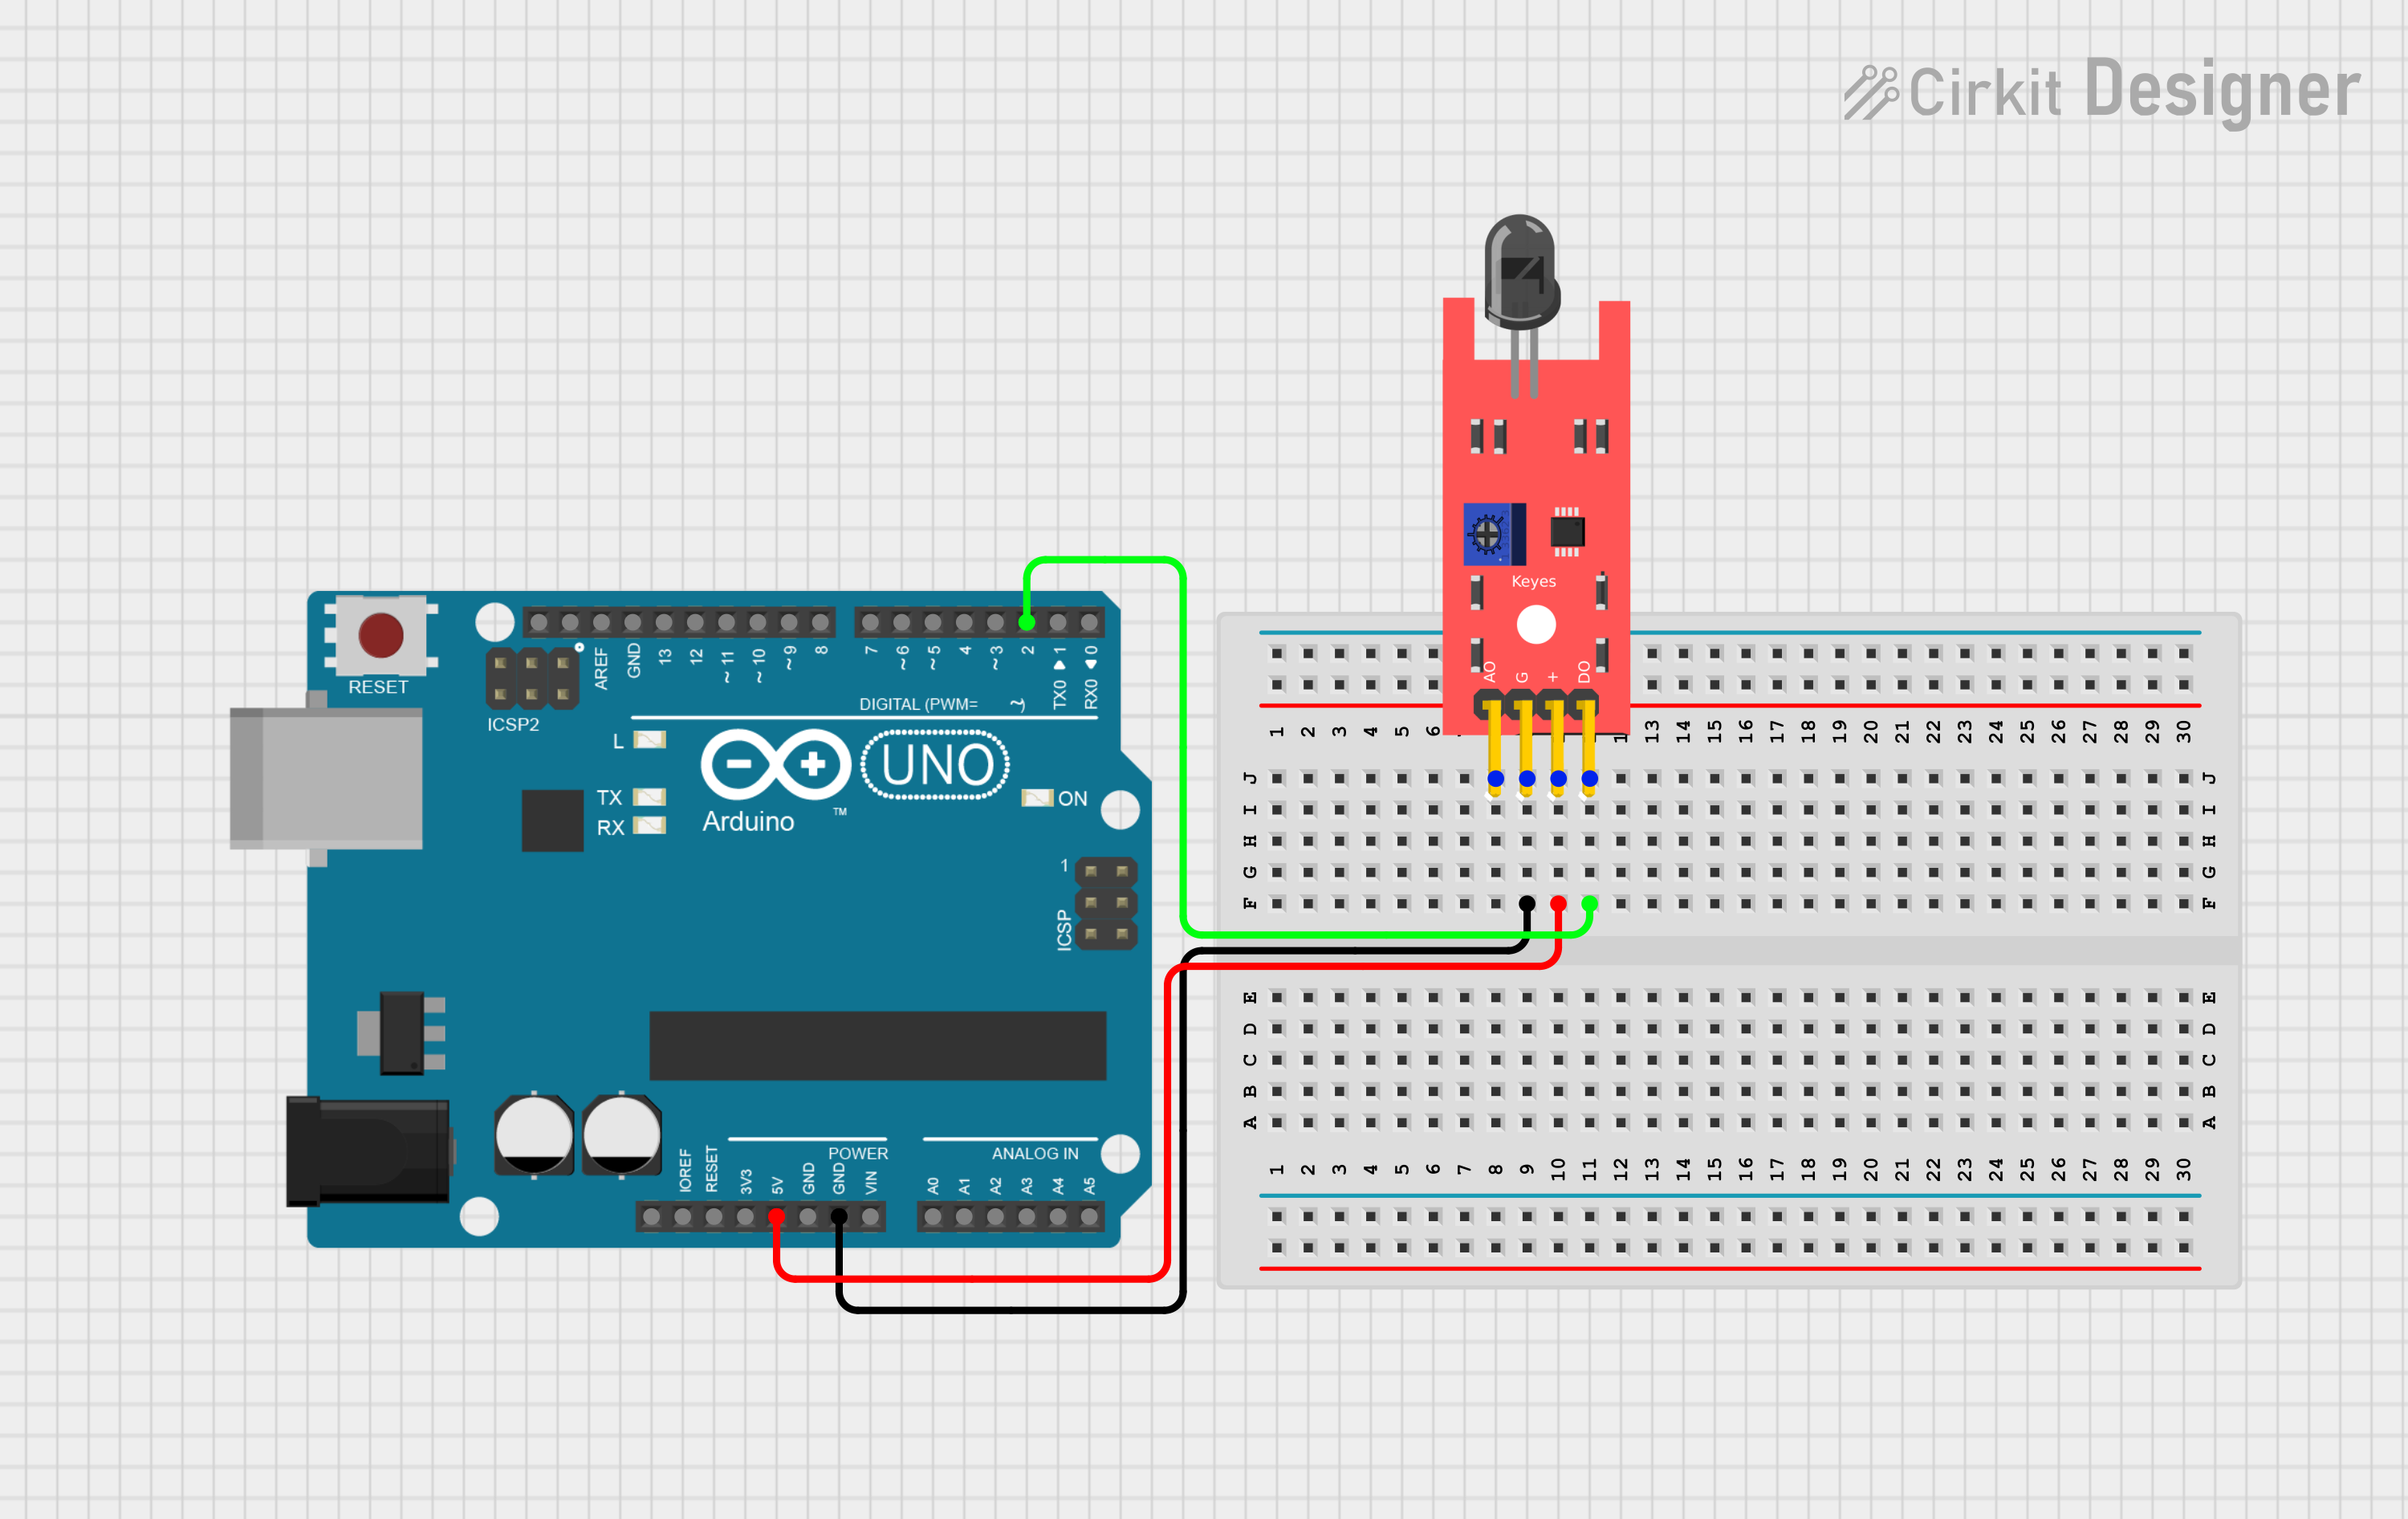 Cirkit Designer
RESET
ICSP2
AREF
GND
13
12
~11
~10
~9
8
7
~6
~5
4
~3
2
TX0 ▶ 1
RX0 ◀ 0
DIGITAL (PWM= ~)
L
TX
RX
UNO
Arduino
™
ON
1
ICSP
POWER
ANALOG IN
IOREF
RESET
3V3
5V
GND
GND
VIN
A0
A1
A2
A3
A4
A5
Keyes
AO
G
+
DO
1 2 3 4 5 6 13 14 15 16 17 18 19 20 21 22 23 24 25 26 27 28 29 30
J J
I I
H H
G G
F F
E E
D D
C C
B B
A A
1 2 3 4 5 6 7 8 9 10 11 12 13 14 15 16 17 18 19 20 21 22 23 24 25 26 27 28 29 30